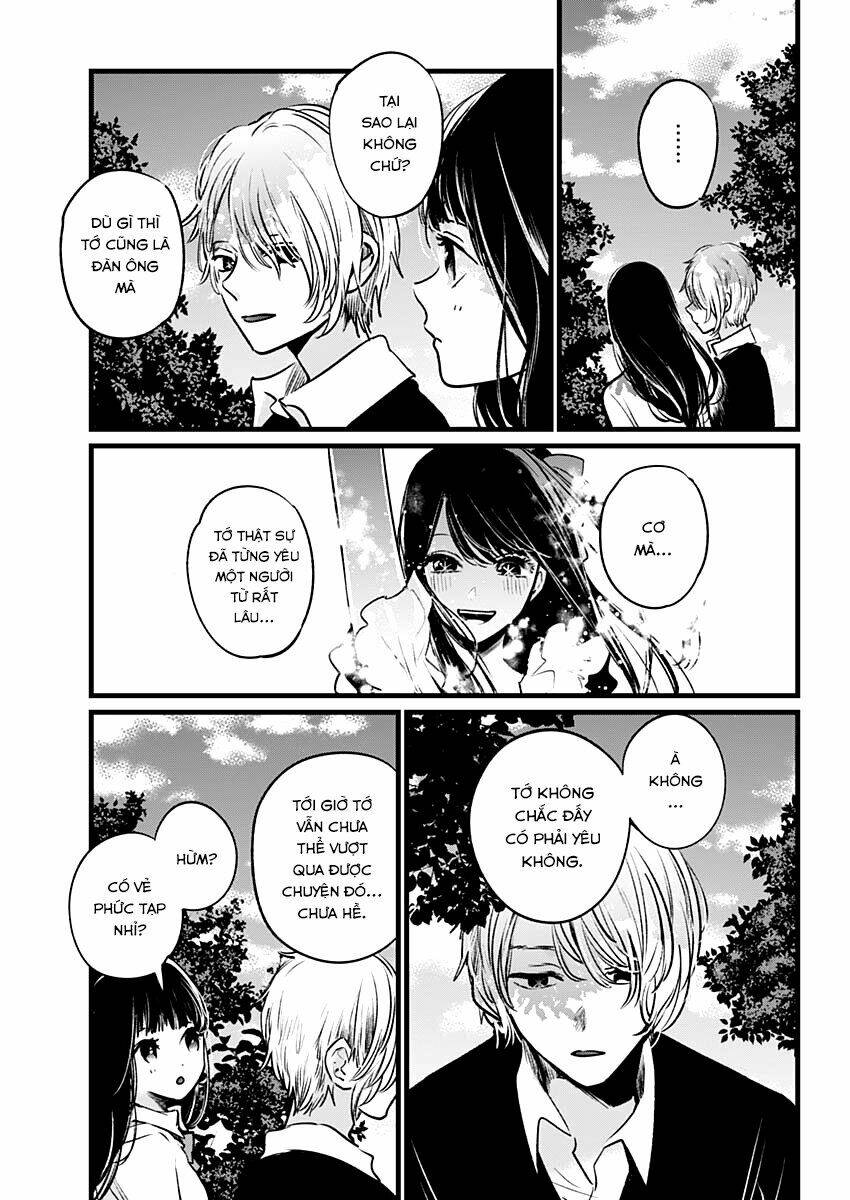 ......
TẠI
SAO LẠI
KHÔNG
CHỨ?
DÙ GÌ THÌ
TỚ CŨNG LÀ
ĐÀN ÔNG
MÀ
CƠ
MÀ...
TỚ THẬT SỰ
ĐÃ TỪNG YÊU
MỘT NGƯỜI
TỪ RẤT
LÂU...
À
KHÔNG
...
TỚ KHÔNG
CHẮC ĐẤY
CÓ PHẢI YÊU
KHÔNG.
TỚI GIỜ TỚ
VẪN CHƯA
THỂ VƯỢT
QUA ĐƯỢC
CHUYỆN ĐÓ...
CHƯA HỀ.
HỪM?
CÓ VẺ
PHỨC TẠP
NHỈ?